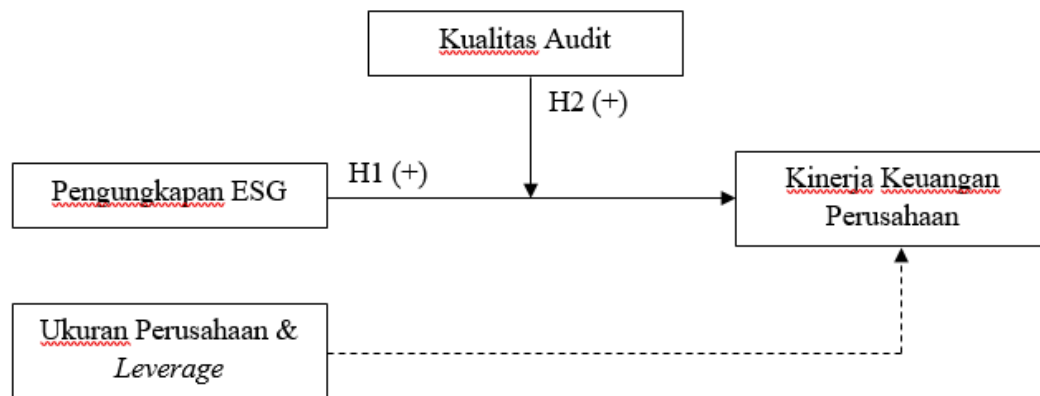 Kualitas Audit
H2 (+)
H1 (+)
Pengungkapan ESG
Kinerja Keuangan
Perusahaan
Ukuran Perusahaan &
Leverage